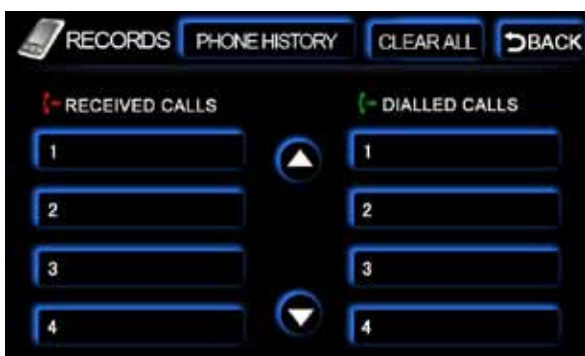 RECORDS PHONE HISTORY CLEAR ALL BACK
RECEIVED CALLS DIALLED CALLS
1 1
2 2
3 3
4 4